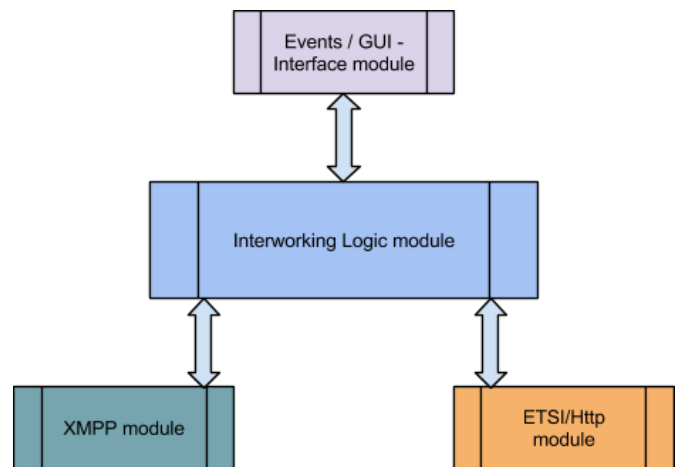 Events / GUI -
Interface module
Interworking Logic module
XMPP module
ETSI/Http
module